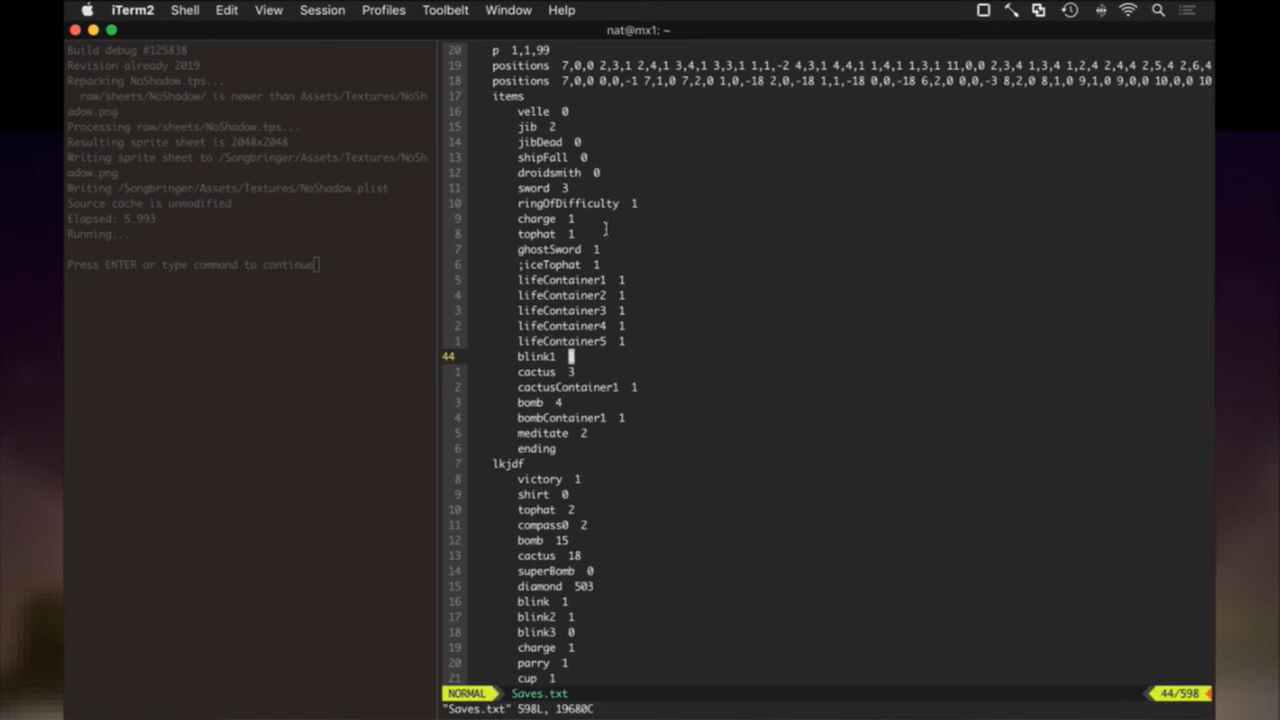 iTerm2 Shell Edit View Session Profiles Toolbelt Window Help
nat@mx1: ~
Build debug #125838
Revision already 2019
Repacking NoShadow.tps...
raw/sheets/NoShadow/ is newer than Assets/Textures/NoSh
adow.png
Processing raw/sheets/NoShadow.tps...
Resulting sprite sheet is 2048x2048
Writing sprite sheet to /Songbringer/Assets/Textures/NoSh
adow.png
Writing /Songbringer/Assets/Textures/NoShadow.plist
Source cache is unmodified
Elapsed: 5.993
Running...
Press ENTER or type command to continue
20 p 1,1,99
19 positions 7,0,0 2,3,1 2,4,1 3,4,1 3,3,1 1,1,-2 4,3,1 4,4,1 1,4,1 1,3,1 11,0,0 2,3,4 1,3,4 1,2,4 2,4,4 2,5,4 2,6,4
18 positions 7,0,0 0,0,-1 7,1,0 7,2,0 1,0,-18 2,0,-18 1,1,-18 0,0,-18 6,2,0 0,0,-3 8,2,0 8,1,0 9,1,0 9,0,0 10,0,0 10
17 items
16 velle 0
15 jib 2
14 jibDead 0
13 shipFall 0
12 droidsmith 0
11 sword 3
10 ringOfDifficulty 1
9 charge 1
8 tophat 1
7 ghostSword 1
6 ;iceTophat 1
5 lifeContainer1 1
4 lifeContainer2 1
3 lifeContainer3 1
2 lifeContainer4 1
1 lifeContainer5 1
44 blink1
1 cactus 3
2 cactusContainer1 1
3 bomb 4
4 bombContainer1 1
5 meditate 2
6 ending
7 lkjdf
8 victory 1
9 shirt 0
10 tophat 2
11 compass0 2
12 bomb 15
13 cactus 18
14 superBomb 0
15 diamond 503
16 blink 1
17 blink2 1
18 blink3 0
19 charge 1
20 parry 1
21 cup 1
NORMAL Saves.txt 44/598
"Saves.txt" 598L, 19680C